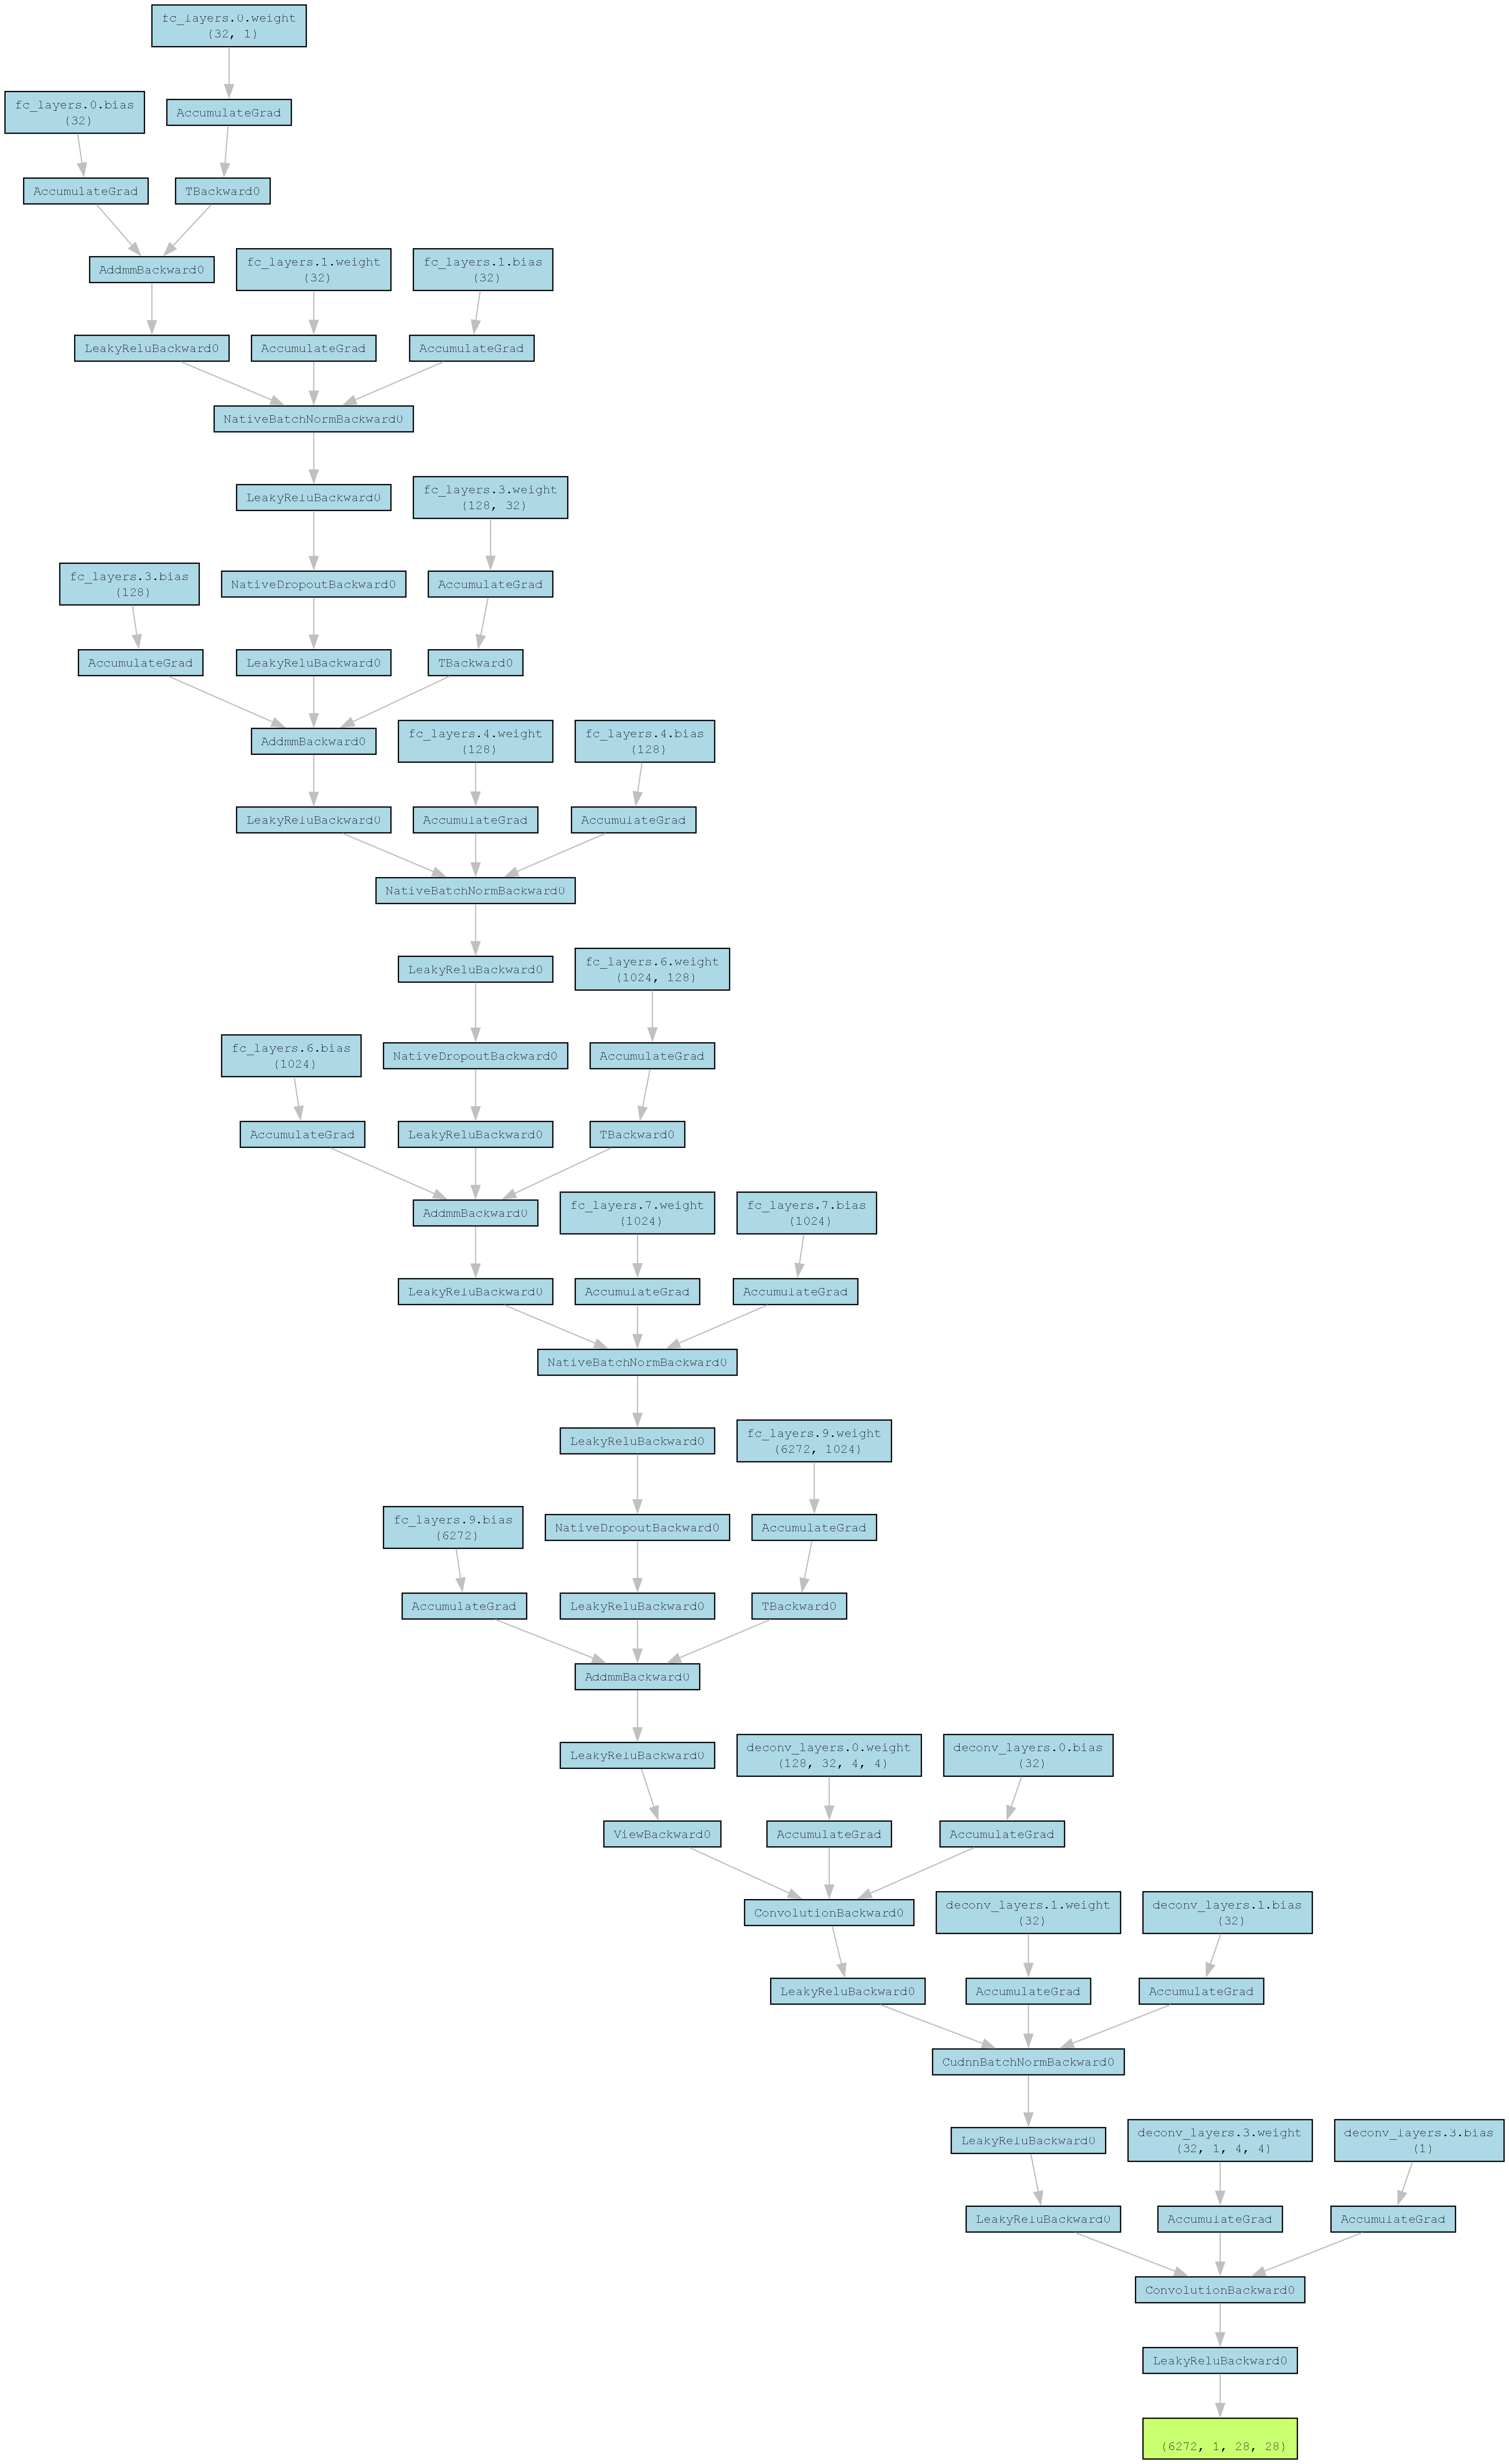 fc_layers.0.weight
(32, 1)
fc_layers.0.bias
(32)
AccumulateGrad
AccumulateGrad
TBackward0
AddmmBackward0
fc_layers.1.weight
(32)
fc_layers.1.bias
(32)
LeakyReluBackward0
AccumulateGrad
AccumulateGrad
NativeBatchNormBackward0
LeakyReluBackward0
fc_layers.3.weight
(128, 32)
fc_layers.3.bias
(128)
NativeDropoutBackward0
AccumulateGrad
AccumulateGrad
LeakyReluBackward0
TBackward0
AddmmBackward0
fc_layers.4.weight
(128)
fc_layers.4.bias
(128)
LeakyReluBackward0
AccumulateGrad
AccumulateGrad
NativeBatchNormBackward0
LeakyReluBackward0
fc_layers.6.weight
(1024, 128)
fc_layers.6.bias
(1024)
NativeDropoutBackward0
AccumulateGrad
AccumulateGrad
LeakyReluBackward0
TBackward0
AddmmBackward0
fc_layers.7.weight
(1024)
fc_layers.7.bias
(1024)
LeakyReluBackward0
AccumulateGrad
AccumulateGrad
NativeBatchNormBackward0
LeakyReluBackward0
fc_layers.9.weight
(6272, 1024)
fc_layers.9.bias
(6272)
NativeDropoutBackward0
AccumulateGrad
AccumulateGrad
LeakyReluBackward0
TBackward0
AddmmBackward0
LeakyReluBackward0
deconv_layers.0.weight
(128, 32, 4, 4)
deconv_layers.0.bias
(32)
ViewBackward0
AccumulateGrad
AccumulateGrad
ConvolutionBackward0
deconv_layers.1.weight
(32)
deconv_layers.1.bias
(32)
LeakyReluBackward0
AccumulateGrad
AccumulateGrad
CudnnBatchNormBackward0
LeakyReluBackward0
deconv_layers.3.weight
(32, 1, 4, 4)
deconv_layers.3.bias
(1)
LeakyReluBackward0
AccumulateGrad
AccumulateGrad
ConvolutionBackward0
LeakyReluBackward0
(6272, 1, 28, 28)